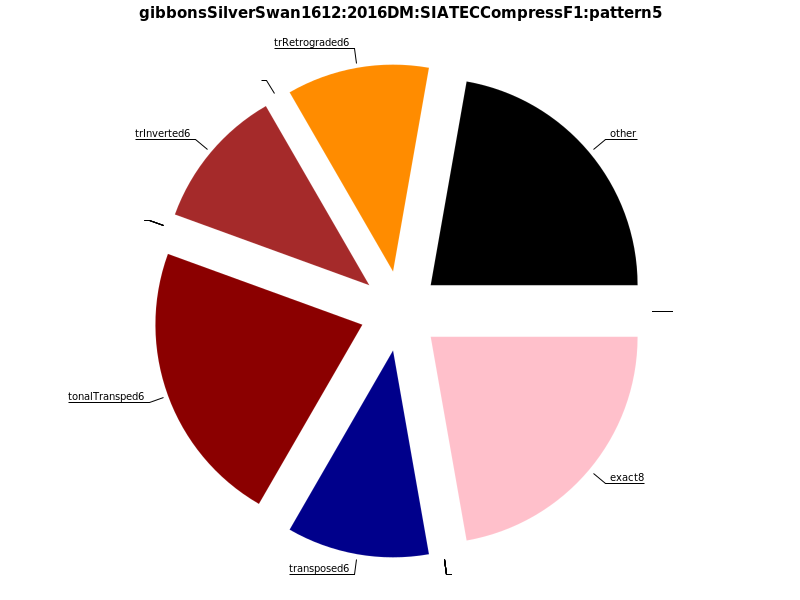 gibbonsSilverSwan1612:2016DM:SIATECCompressF1:pattern5
trRetrograded6
trInverted6
other
tonalTransped6
exact8
transposed6